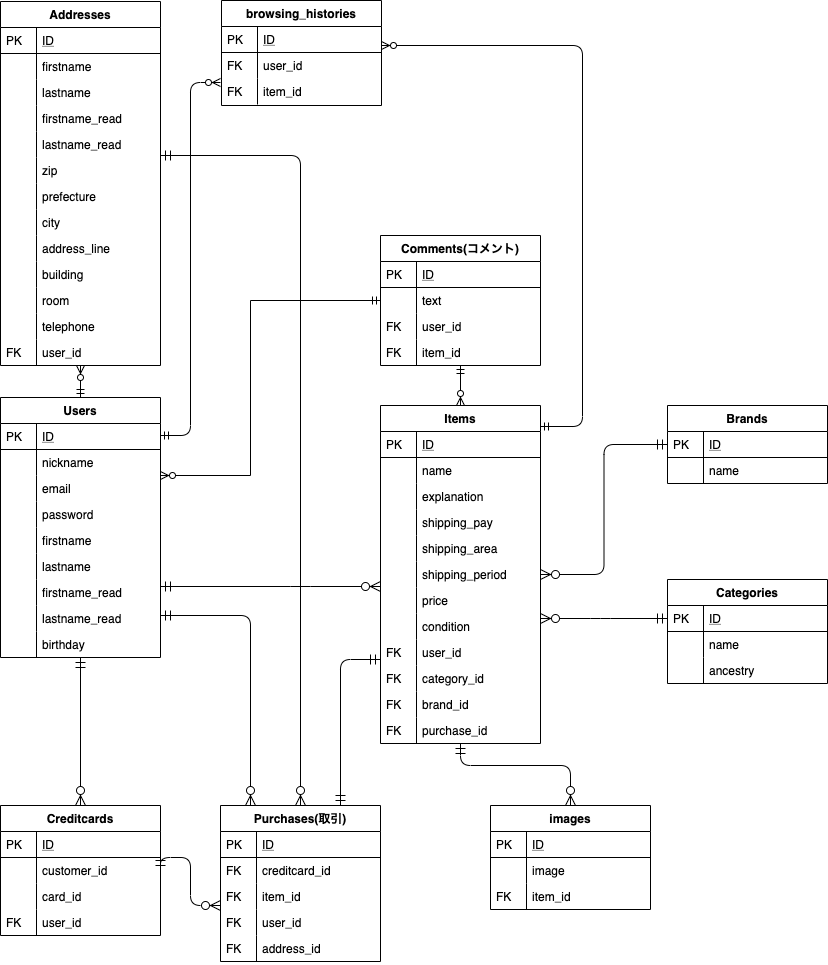 Addresses
PK ID
firstname
lastname
firstname_read
lastname_read
zip
prefecture
city
address_line
building
room
telephone
FK user_id
browsing_histories
PK ID
FK user_id
FK item_id
Comments(コメント)
PK ID
text
FK user_id
FK item_id
Users
PK ID
nickname
email
password
firstname
lastname
firstname_read
lastname_read
birthday
Items
PK ID
name
explanation
shipping_pay
shipping_area
shipping_period
price
condition
FK user_id
FK category_id
FK brand_id
FK purchase_id
Brands
PK ID
name
Categories
PK ID
name
ancestry
Creditcards
PK ID
customer_id
card_id
FK user_id
Purchases(取引)
PK ID
FK creditcard_id
FK item_id
FK user_id
FK address_id
images
PK ID
image
FK item_id